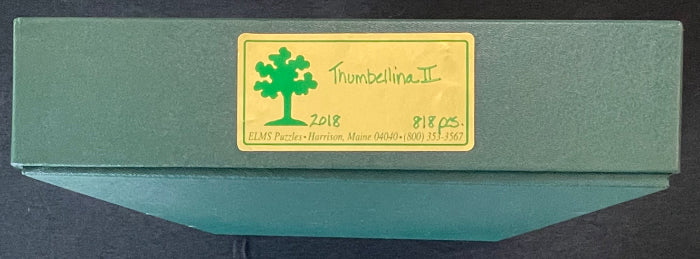 Thumbellina II
2018 818 pcs.
ELMS Puzzles • Harrison, Maine 04040 • (800) 353-3567